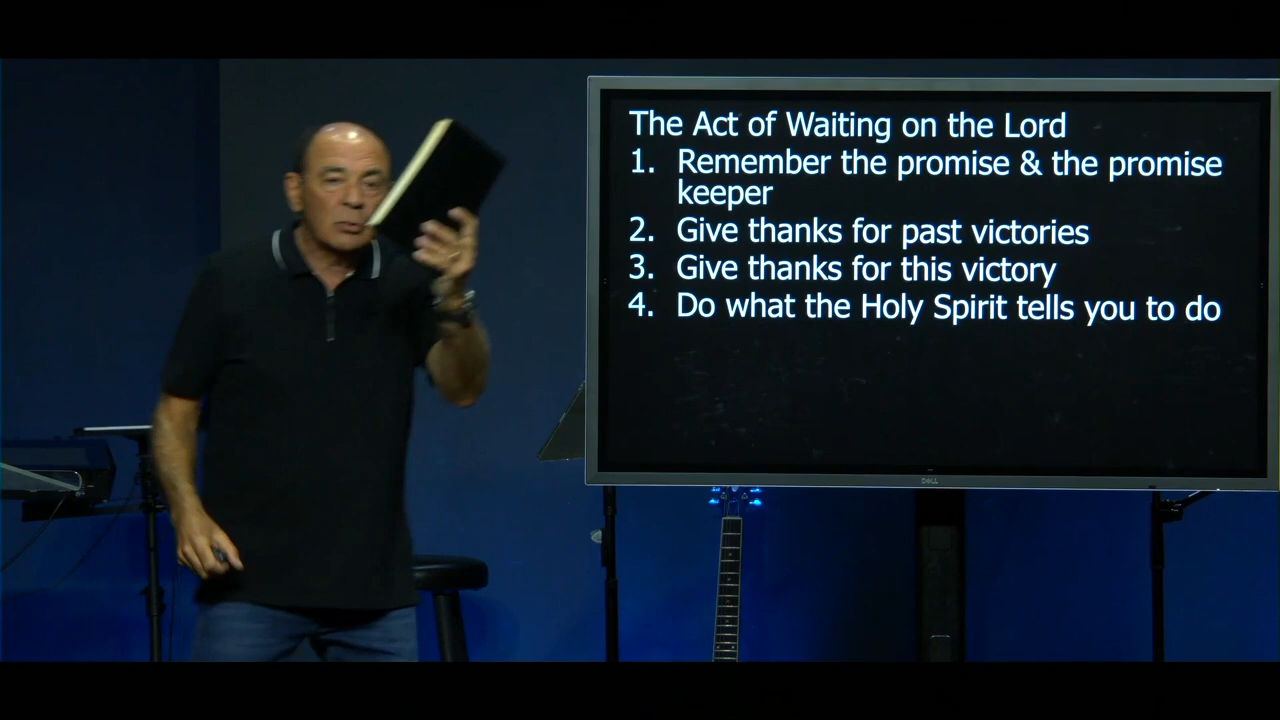 The Act of Waiting on the Lord
1. Remember the promise & the promise
keeper
2. Give thanks for past victories
3. Give thanks for this victory
4. Do what the Holy Spirit tells you to do
DELL